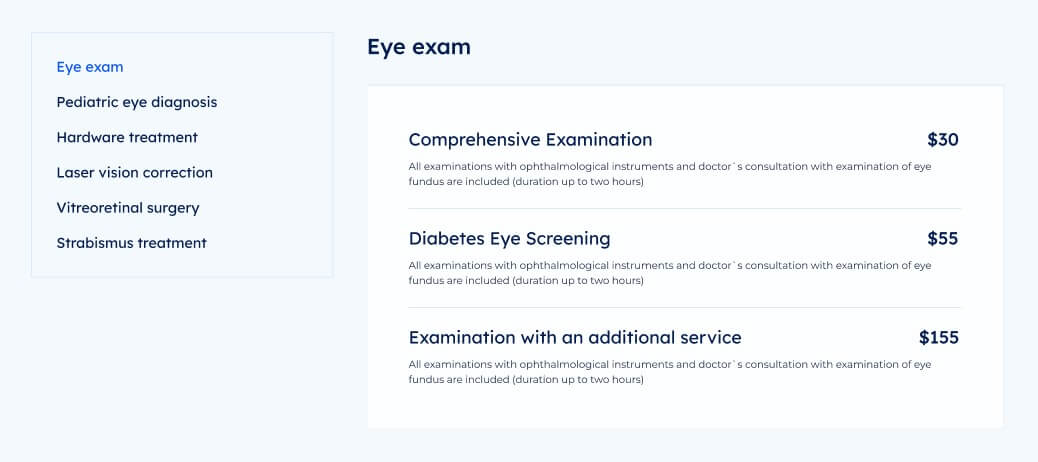 Eye exam
Pediatric eye diagnosis
Hardware treatment
Laser vision correction
Vitreoretinal surgery
Strabismus treatment
Eye exam
Comprehensive Examination $30
All examinations with ophthalmological instruments and doctor`s consultation with examination of eye
fundus are included (duration up to two hours)
Diabetes Eye Screening $55
All examinations with ophthalmological instruments and doctor`s consultation with examination of eye
fundus are included (duration up to two hours)
Examination with an additional service $155
All examinations with ophthalmological instruments and doctor`s consultation with examination of eye
fundus are included (duration up to two hours)